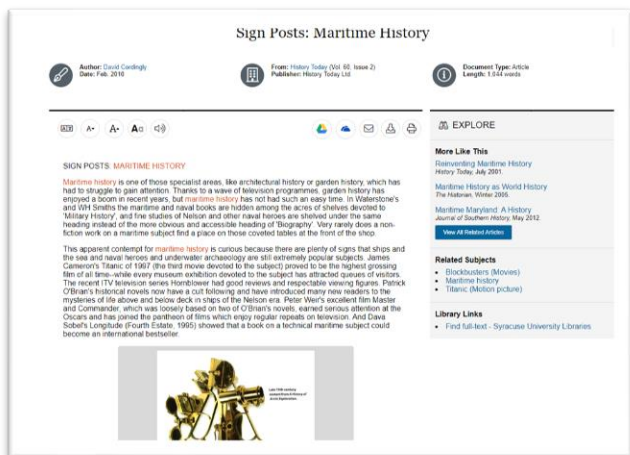 Sign Posts: Maritime History
Author: David Cordingly
Date: Feb. 2010
From: History Today (Vol. 60, Issue 2)
Publisher: History Today Ltd.
Document Type: Article
Length: 1,044 words
A-
A+
Aa
EXPLORE
SIGN POSTS: MARITIME HISTORY
Maritime history is one of those specialist areas, like architectural history or garden history, which has
had to struggle to gain attention. Thanks to a wave of television programmes, garden history has
enjoyed a boom in recent years, but maritime history has not had such an easy time. In Waterstone's
and WH Smiths the maritime and naval books are hidden among the acres of shelves devoted to
'Military History', and fine studies of Nelson and other naval heroes are shelved under the same
heading instead of the more obvious and accessible heading of 'Biography'. Very rarely does a non-
fiction work on a maritime subject find a place on those coveted tables at the front of the shop.
This apparent contempt for maritime history is curious because there are plenty of signs that ships and
the sea and naval heroes and underwater archaeology are still extremely popular subjects. James
Cameron's Titanic of 1997 (the third movie devoted to the subject) proved to be the highest grossing
film of all time--while every museum exhibition devoted to the subject has attracted queues of visitors.
The recent ITV television series Hornblower had good reviews and respectable viewing figures. Patrick
O'Brian's historical novels now have a cult following and have introduced many new readers to the
mysteries of life above and below deck in ships of the Nelson era. Peter Weir's excellent film Master
and Commander, which was loosely based on two of O'Brian's novels, earned serious attention at the
Oscars and has joined the pantheon of films which enjoy regular repeats on television. And Dava
Sobel's Longitude (Fourth Estate, 1995) showed that a book on a technical maritime subject could
become an international bestseller.
More Like This
Reinventing Maritime History
History Today, July 2001
Maritime History as World History
The Historian, Winter 2005
Maritime Maryland: A History
Journal of Southern History, May 2012
View All Related Articles
Related Subjects
Blockbusters (Movies)
Maritime history
Titanic (Motion picture)
Library Links
Find full-text - Syracuse University Libraries